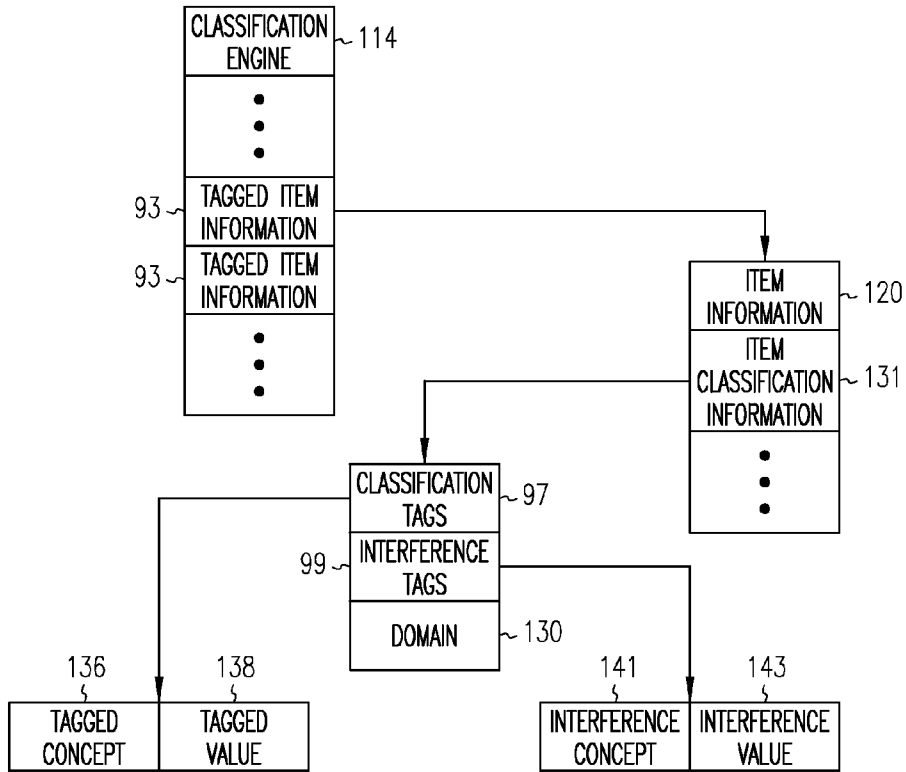 CLASSIFICATION
ENGINE
114
93
TAGGED ITEM
INFORMATION
93
TAGGED ITEM
INFORMATION
ITEM
INFORMATION
120
ITEM
CLASSIFICATION
INFORMATION
131
CLASSIFICATION
TAGS
97
99
INTERFERENCE
TAGS
DOMAIN
130
136
138
TAGGED
CONCEPT
TAGGED
VALUE
141
143
INTERFERENCE
CONCEPT
INTERFERENCE
VALUE